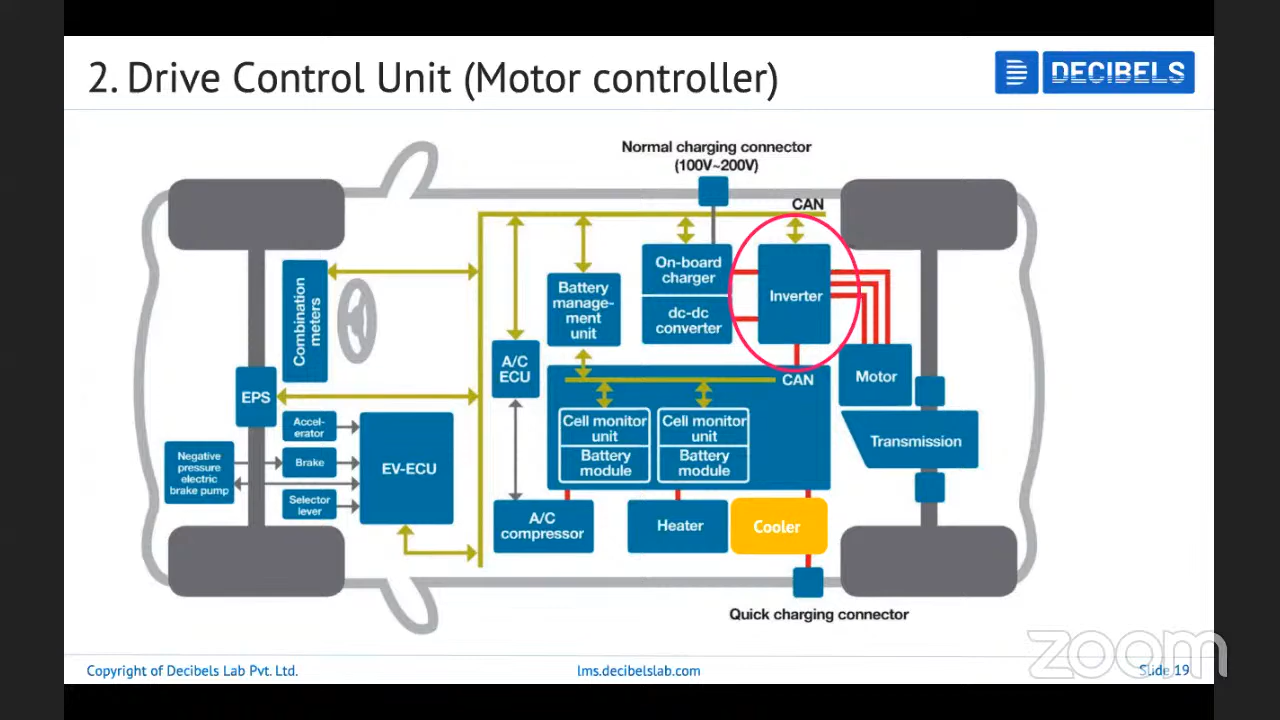 2. Drive Control Unit (Motor controller)
DECIBELS
Normal charging connector
(100V~200V)
CAN
On-board
charger
dc-dc
converter
Inverter
Battery
manage-
ment
unit
Combination
meters
A/C
ECU
CAN
Motor
EPS
Cell monitor
unit
Battery
module
Cell monitor
unit
Battery
module
Transmission
Accel-
erator
Brake
Selector
lever
EV-ECU
Negative
pressure
electric
brake pump
A/C
compressor
Heater
Cooler
Quick charging connector
Copyright of Decibels Lab Pvt. Ltd.
lms.decibelslab.com
Slide 19
zoom